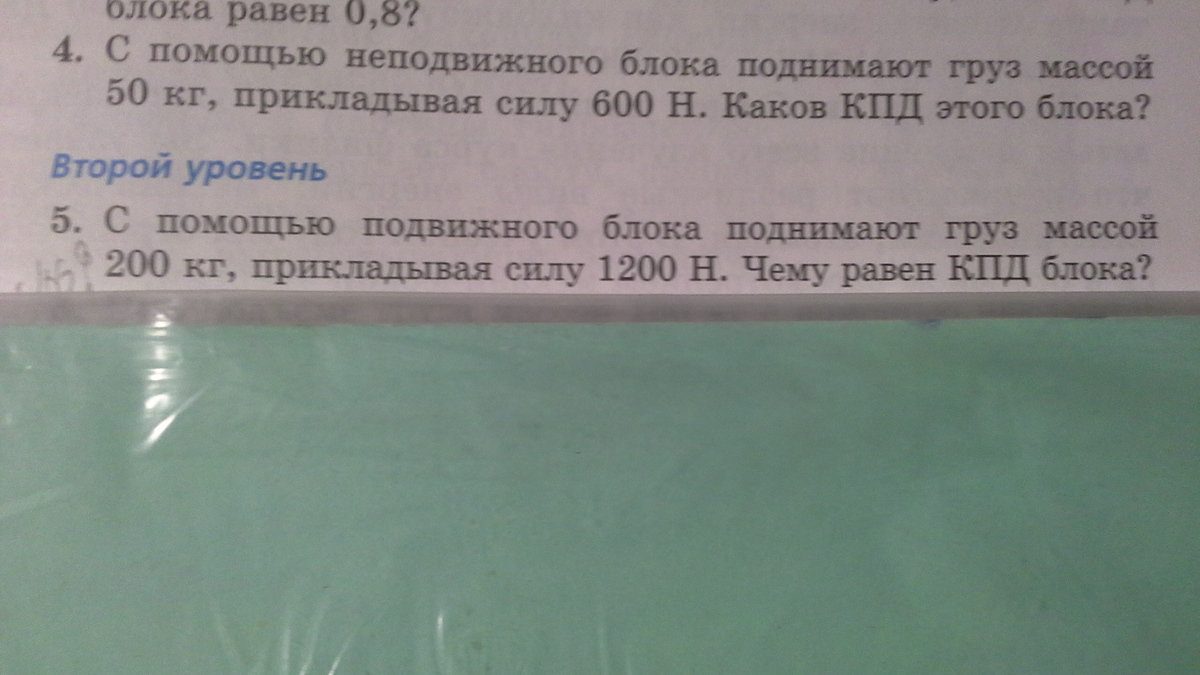 блока равен 0,8?
4. С помощью неподвижного блока поднимают груз массой
50 кг, прикладывая силу 600 Н. Каков КПД этого блока?
Второй уровень
5. С помощью подвижного блока поднимают груз массой
200 кг, прикладывая силу 1200 Н. Чему равен КПД блока?